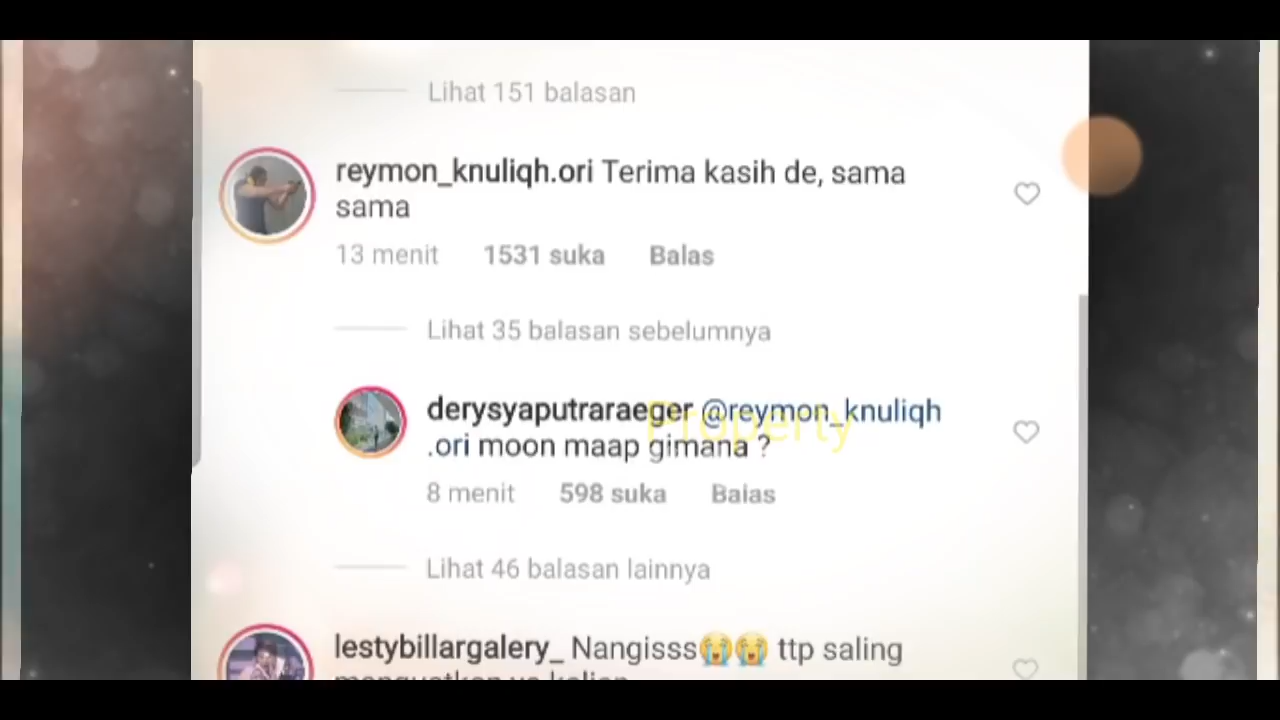 Lihat 151 balasan
reymon_knuliqh.ori Terima kasih de, sama
sama
13 menit 1531 suka Balas
Lihat 35 balasan sebelumnya
derysyaputraraeger @reymon_knuliqh
.ori moon maap gimana ?
Property
8 menit 598 suka Balas
Lihat 46 balasan lainnya
lestybillargalery_ Nangisss😭😭 ttp saling